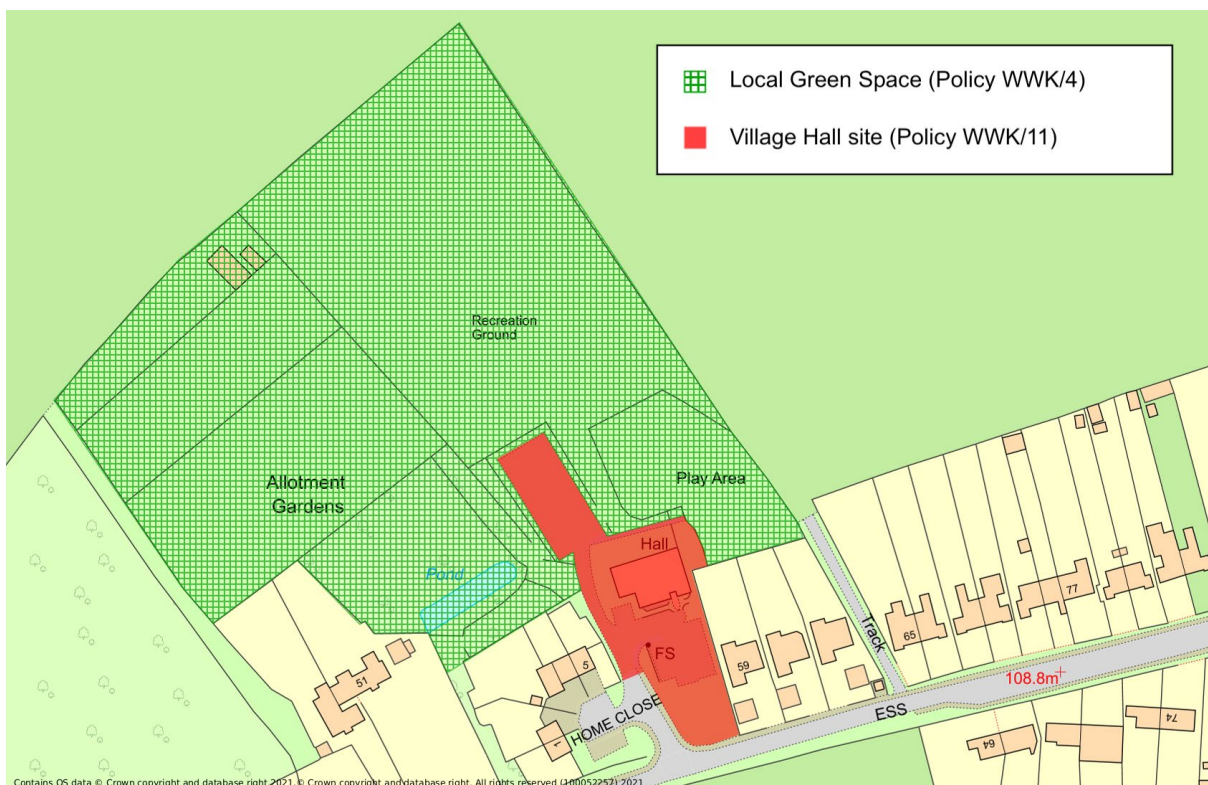 Local Green Space (Policy WWK/4)
Village Hall site (Policy WWK/11)
Recreation
Ground
Allotment
Gardens
Play Area
Hall
Pond
FS
Track
HOME CLOSE
ESS
108.8m
51
5
1
59
65
77
64
74
Contains OS data © Crown copyright and database right 2021, © Crown copyright and database right. All rights reserved (100052257) 2021